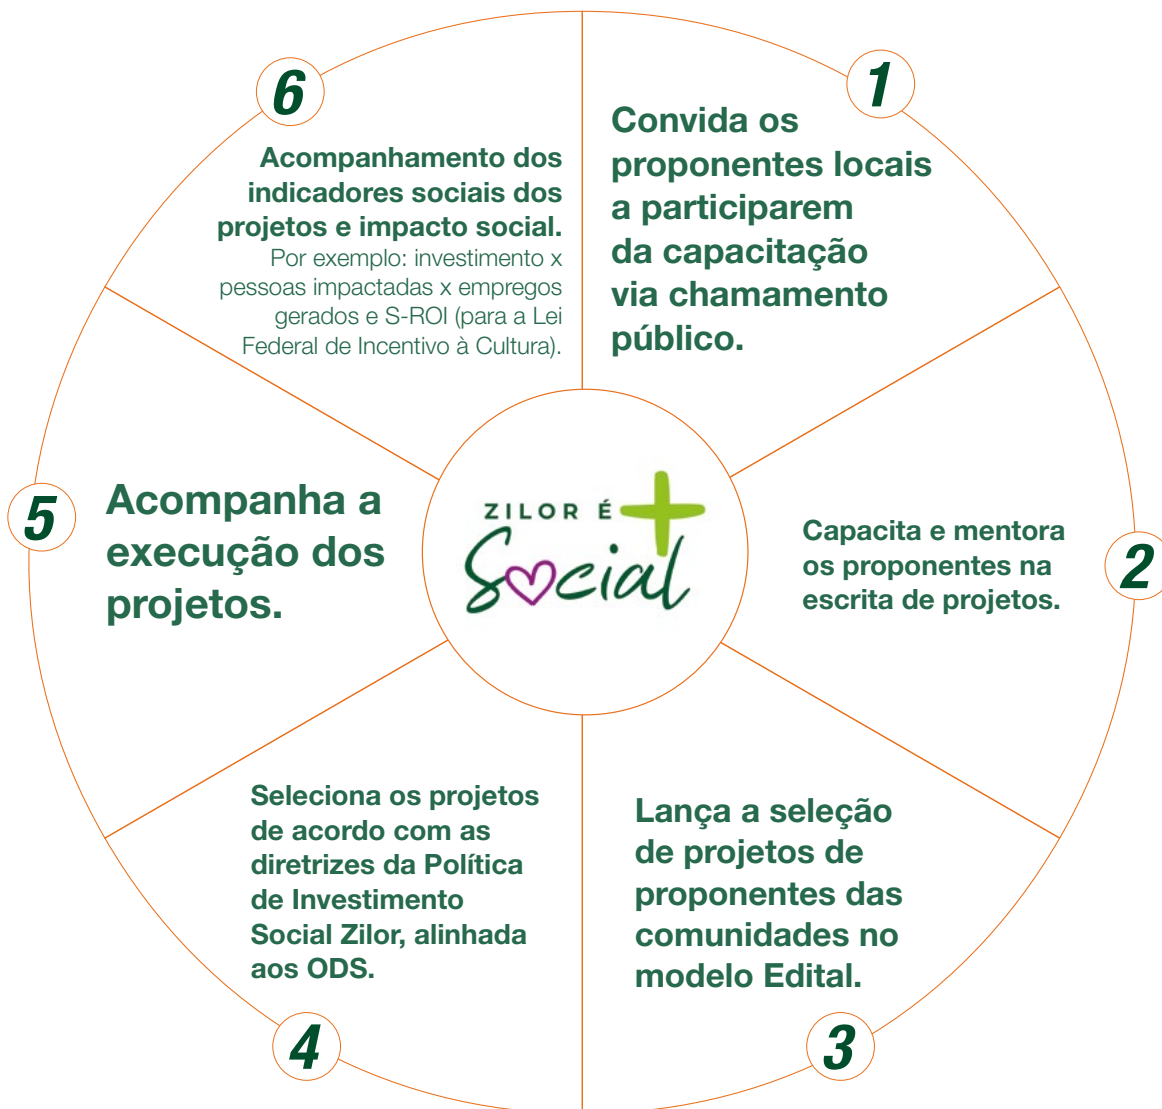 1
Convida os
proponentes locais
a participarem
da capacitação
via chamamento
público.
2
Capacita e mentora
os proponentes na
escrita de projetos.
3
Lança a seleção
de projetos de
proponentes das
comunidades no
modelo Edital.
4
Seleciona os projetos
de acordo com as
diretrizes da Política
de Investimento
Social Zilor, alinhada
aos ODS.
5
Acompanha a
execução dos
projetos.
6
Acompanhamento dos
indicadores sociais dos
projetos e impacto social.
Por exemplo: investimento x
pessoas impactadas x empregos
gerados e S-ROI (para a Lei
Federal de Incentivo à Cultura).
ZILOR É +
Social